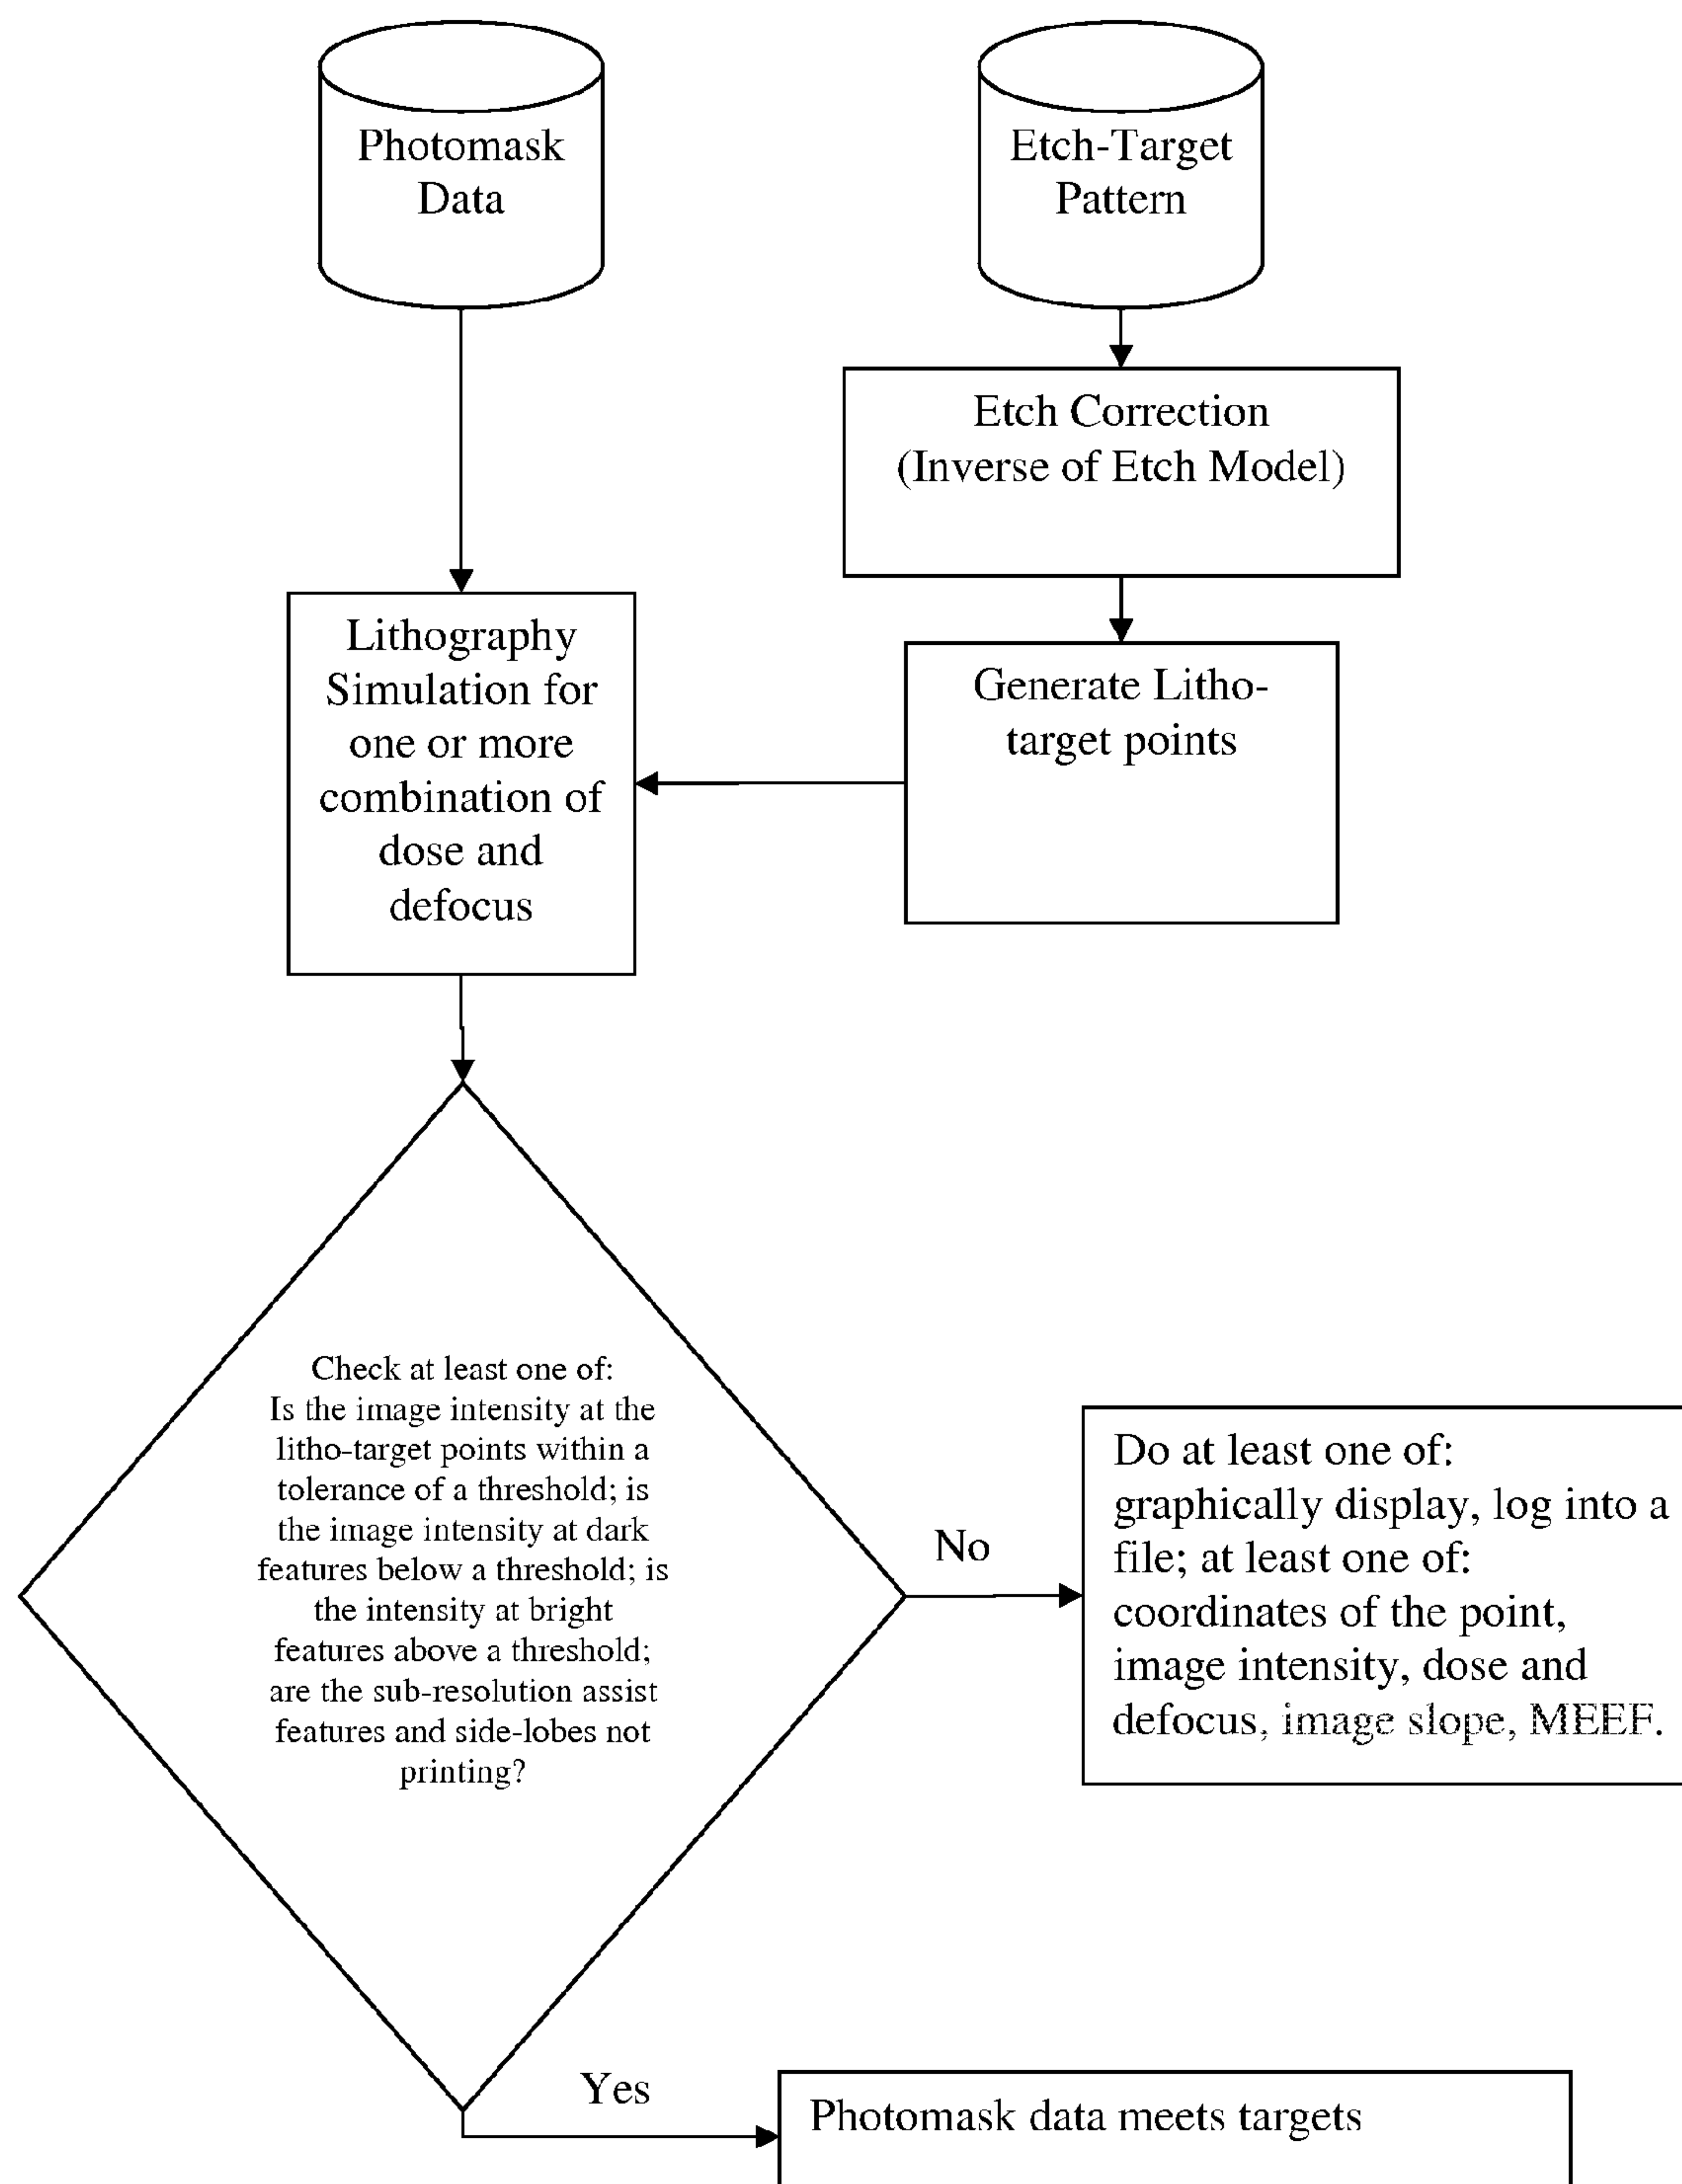 Photomask
Data
Etch-Target
Pattern
Etch Correction
(Inverse of Etch Model)
Lithography
Simulation for
one or more
combination of
dose and
defocus
Generate Litho-
target points
Check at least one of:
Is the image intensity at the
litho-target points within a
tolerance of a threshold; is
the image intensity at dark
features below a threshold; is
the intensity at bright
features above a threshold;
are the sub-resolution assist
features and side-lobes not
printing?
No
Do at least one of:
graphically display, log into a
file; at least one of:
coordinates of the point,
image intensity, dose and
defocus, image slope, MEEF.
Yes
Photomask data meets targets